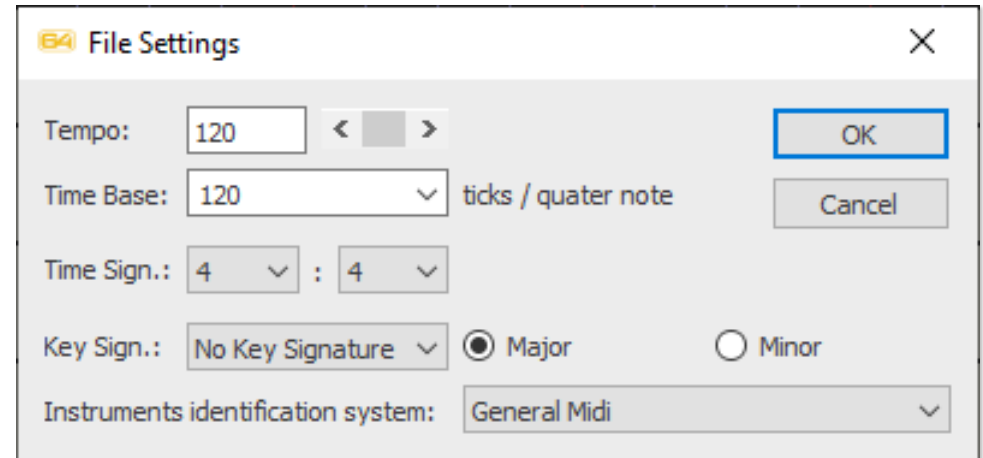 64 File Settings
Tempo: 120 OK
Time Base: 120 ticks / quater note Cancel
Time Sign.: 4 : 4
Key Sign.: No Key Signature Major Minor
Instruments identification system: General Midi